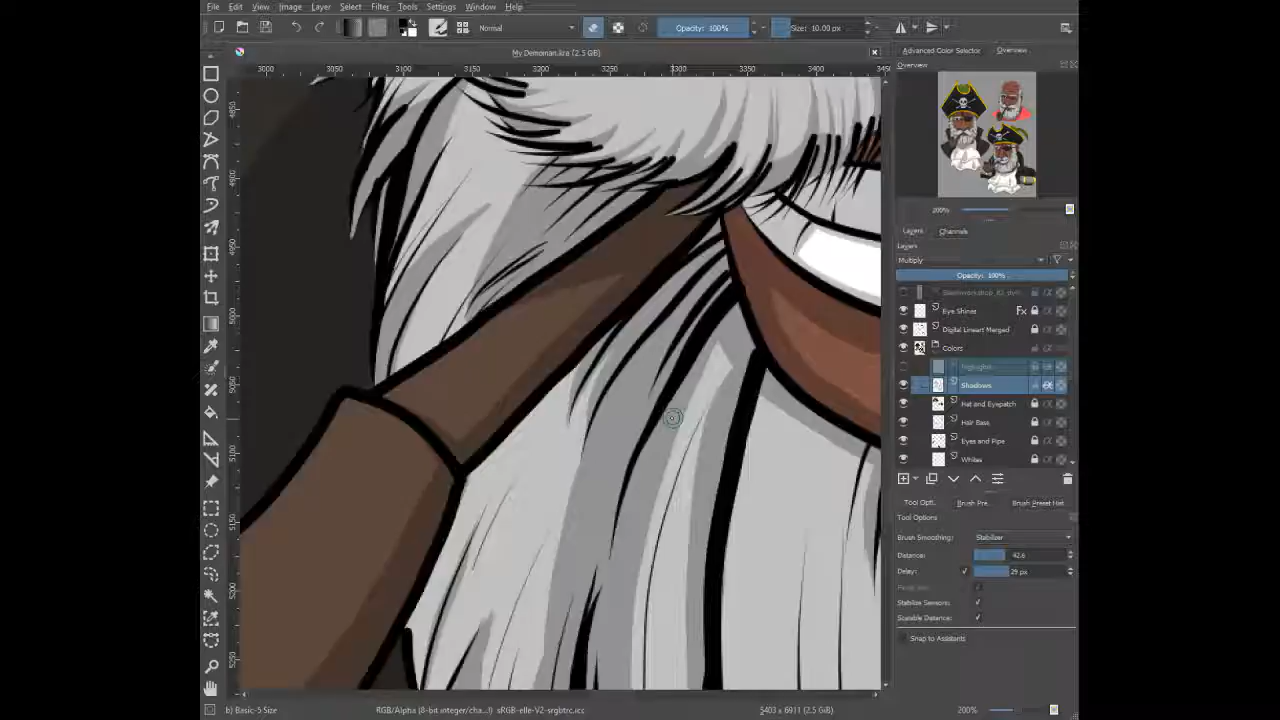 File Edit View Image Layer Select Filter Tools Settings Window Help
Normal Opacity: 100% Size: 10.00 px
My Demoman.kra (2.5 GB)
Advanced Color Selector Overview
Overview
3000 3050 3100 3150 3200 3250 3300 3350 3400 3450
200%
Layers Channels
Layers
Multiply
Opacity: 100%
Eye Shines
Digital Lineart Merged
Colors
Shadows
Hat and Eyepatch
Hair Base
Eyes and Pipe
Whites
Tool Opti... Brush Pre... Brush Preset Hist
Tool Options
Brush Smoothing: Stabilizer
Distance: 42.6
Delay: 29 px
Stabilize Sensors:
Scalable Distance:
Snap to Assistants
b) Basic-5 Size RGB/Alpha (8-bit integer/cha...l) sRGB-elle-V2-srgbtrc.icc 5403 x 6911 (2.5 GiB) 200%